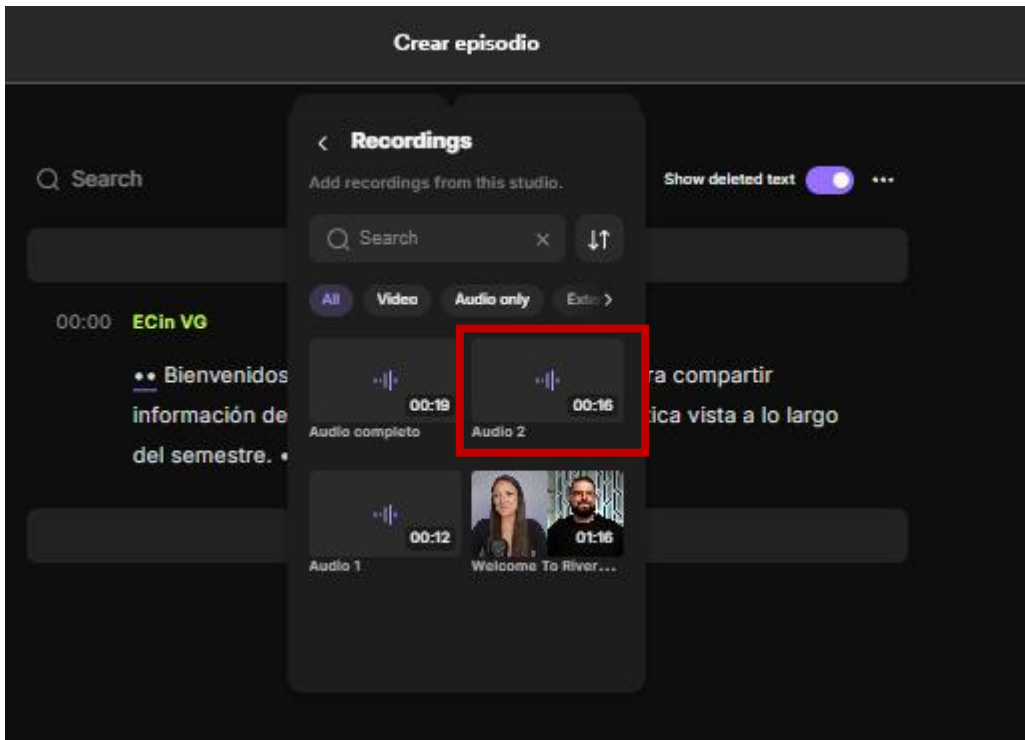 Crear episodio
Recordings
Add recordings from this studio.
Search
Show deleted text
Search
All Video Audio only
00:00 ECin VG
•• Bienvenidos ra compartir
información de tica vista a lo largo
del semestre. •
00:19
Audio completo
00:16
Audio 2
00:12
Audio 1
01:16
Welcome To River...